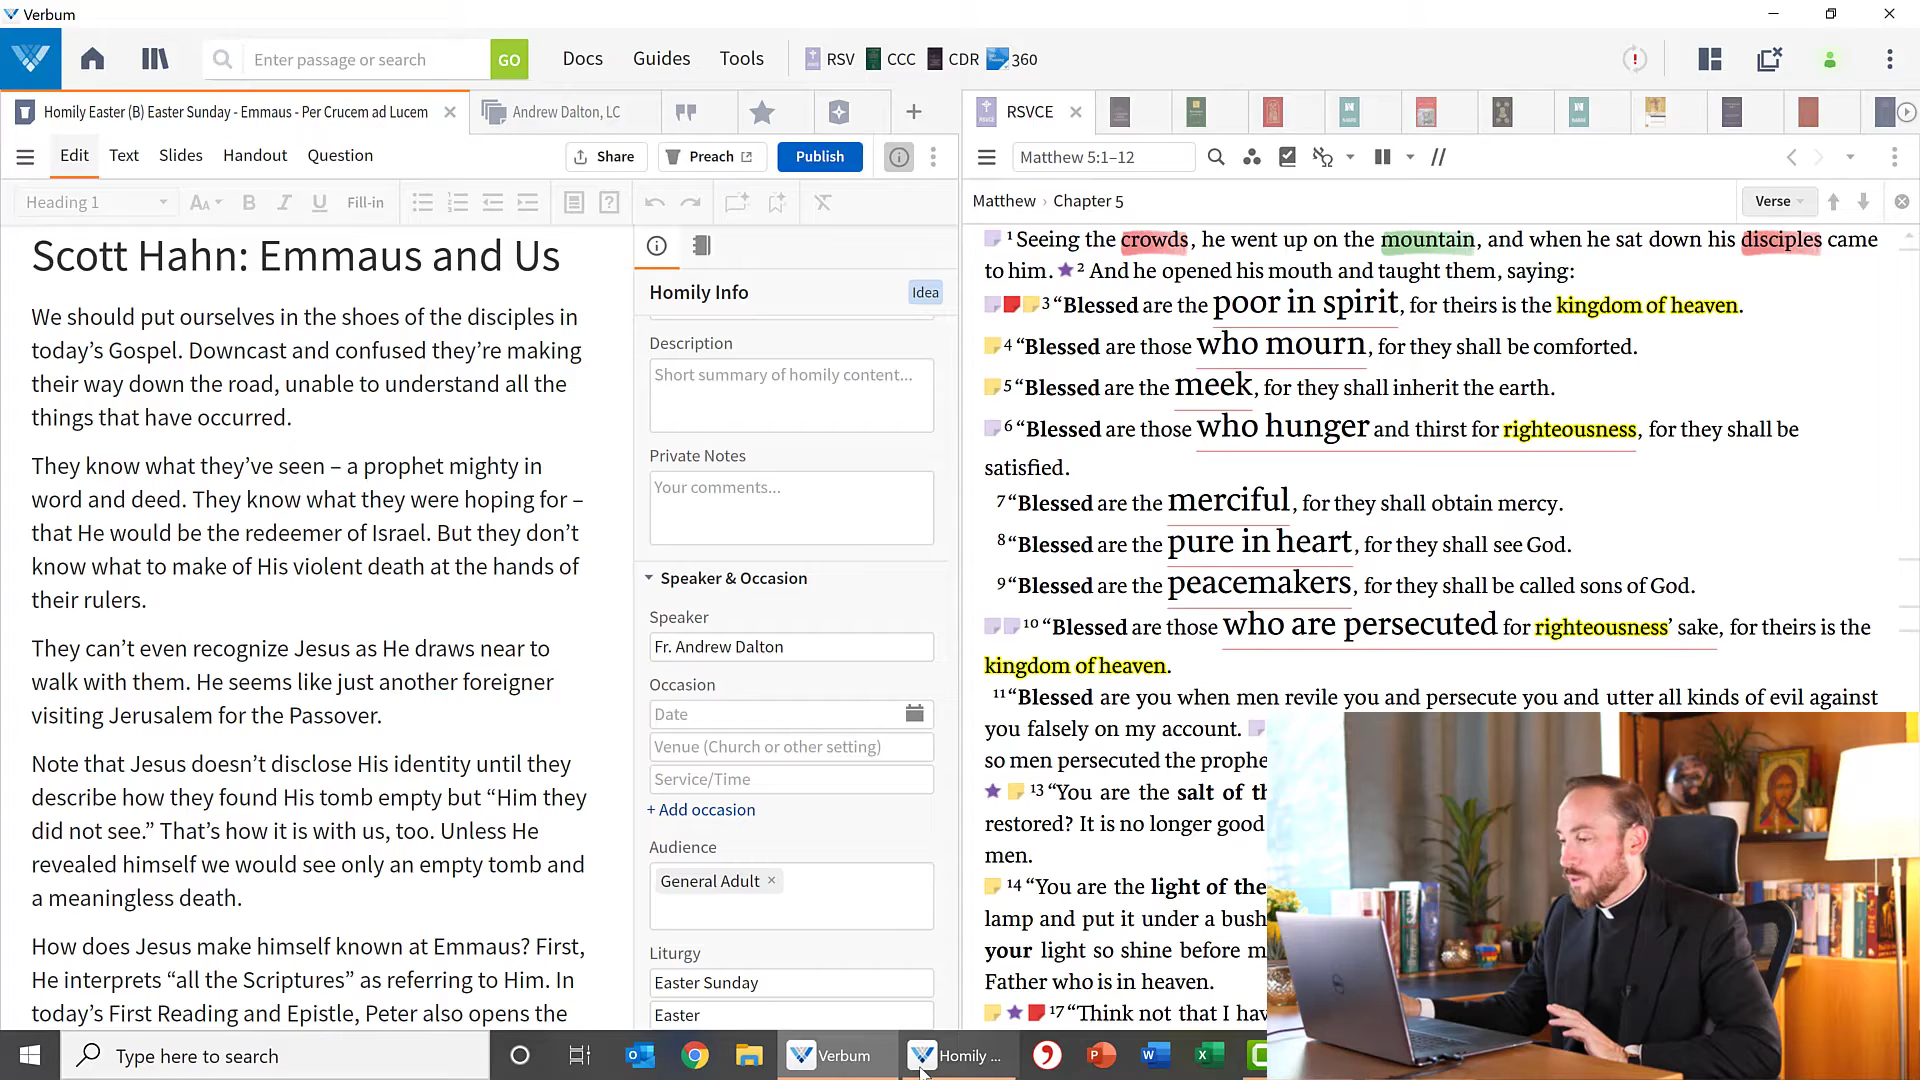 Verbum
Enter passage or search
GO
Docs
Guides
Tools
RSV
CCC
CDR
360
Homily Easter (B) Easter Sunday - Emmaus - Per Crucem ad Lucem
Andrew Dalton, LC
RSVCE
Edit
Text
Slides
Handout
Question
Share
Preach
Publish
Matthew 5:1–12
Heading 1
Fill-in
Matthew › Chapter 5
Verse
Scott Hahn: Emmaus and Us
We should put ourselves in the shoes of the disciples in
today’s Gospel. Downcast and confused they’re making
their way down the road, unable to understand all the
things that have occurred.
They know what they’ve seen – a prophet mighty in
word and deed. They know what they were hoping for –
that He would be the redeemer of Israel. But they don’t
know what to make of His violent death at the hands of
their rulers.
They can’t even recognize Jesus as He draws near to
walk with them. He seems like just another foreigner
visiting Jerusalem for the Passover.
Note that Jesus doesn’t disclose His identity until they
describe how they found His tomb empty but “Him they
did not see.” That’s how it is with us, too. Unless He
revealed himself we would see only an empty tomb and
a meaningless death.
How does Jesus make himself known at Emmaus? First,
He interprets “all the Scriptures” as referring to Him. In
today’s First Reading and Epistle, Peter also opens the
Homily Info
Idea
Description
Short summary of homily content...
Private Notes
Your comments...
Speaker & Occasion
Speaker
Fr. Andrew Dalton
Occasion
Date
Venue (Church or other setting)
Service/Time
+ Add occasion
Audience
General Adult ×
Liturgy
Easter Sunday
Easter
1 Seeing the crowds, he went up on the mountain, and when he sat down his disciples came
to him. 2 And he opened his mouth and taught them, saying:
3 “Blessed are the poor in spirit, for theirs is the kingdom of heaven.
4 “Blessed are those who mourn, for they shall be comforted.
5 “Blessed are the meek, for they shall inherit the earth.
6 “Blessed are those who hunger and thirst for righteousness, for they shall be
satisfied.
7 “Blessed are the merciful, for they shall obtain mercy.
8 “Blessed are the pure in heart, for they shall see God.
9 “Blessed are the peacemakers, for they shall be called sons of God.
10 “Blessed are those who are persecuted for righteousness’ sake, for theirs is the
kingdom of heaven.
11 “Blessed are you when men revile you and persecute you and utter all kinds of evil against
you falsely on my account.
so men persecuted the prophe
13 “You are the salt of th
restored? It is no longer good
men.
14 “You are the light of the
lamp and put it under a bush
your light so shine before m
Father who is in heaven.
17 “Think not that I hav
Type here to search
Verbum
Homily ...